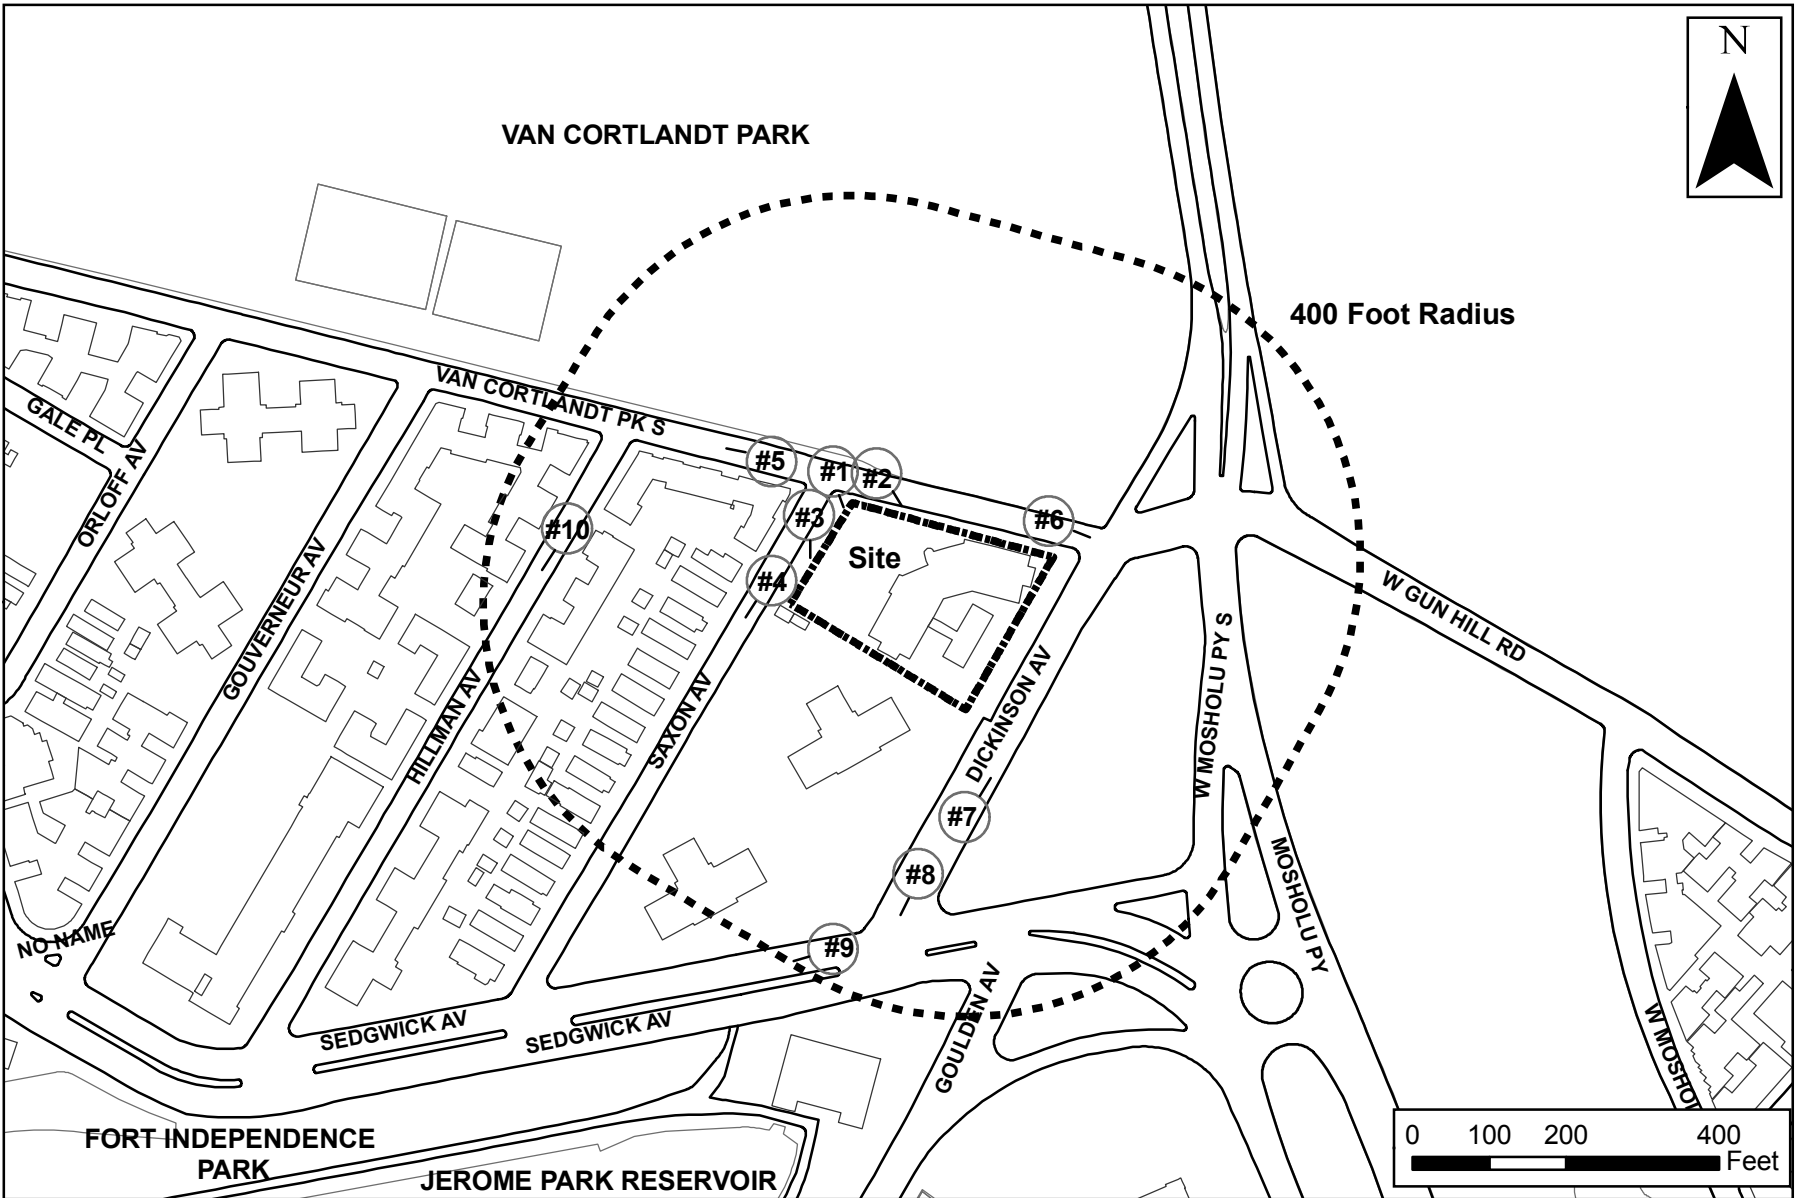 N
VAN CORTLANDT PARK
400 Foot Radius
VAN CORTLANDT PK S
GALE PL
ORLOFF AV
#5
#1
#2
#3
#6
#10
#4
Site
GOUVERNEUR AV
HILLMAN AV
SAXON AV
DICKINSON AV
W MOSHOLU PY S
W GUN HILL RD
#7
#8
#9
MOSHOLU PY
NO NAME
SEDGWICK AV
SEDGWICK AV
GOULDEN AV
W MOSHOL
FORT INDEPENDENCE
PARK
JEROME PARK RESERVOIR
0 100 200 400
Feet